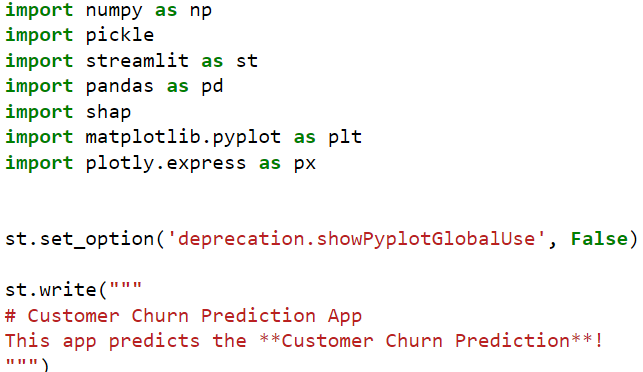 import numpy as np
import pickle
import streamlit as st
import pandas as pd
import shap
import matplotlib.pyplot as plt
import plotly.express as px
st.set_option('deprecation.showPyplotGlobalUse', False)
st.write("""
# Customer Churn Prediction App
This app predicts the **Customer Churn Prediction**!
""")